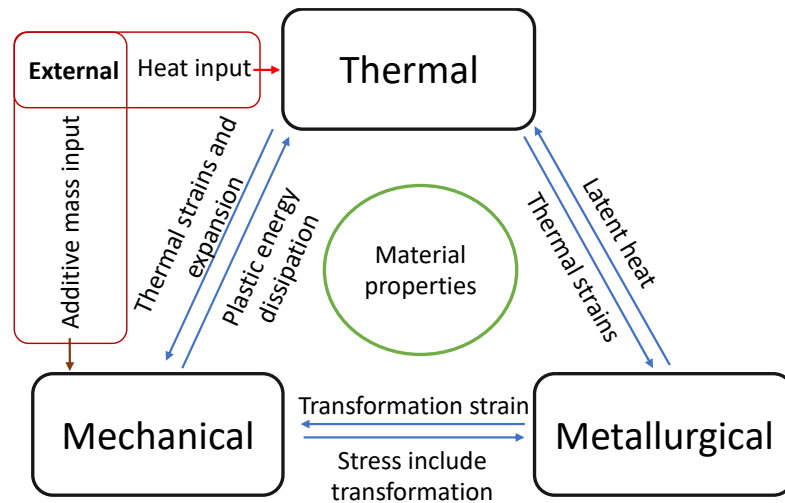 External
Heat input
Thermal
Additive mass input
Thermal strains and
expansion
Plastic energy
dissipation
Material
properties
Latent heat
Thermal strains
Mechanical
Transformation strain
Stress include
transformation
Metallurgical